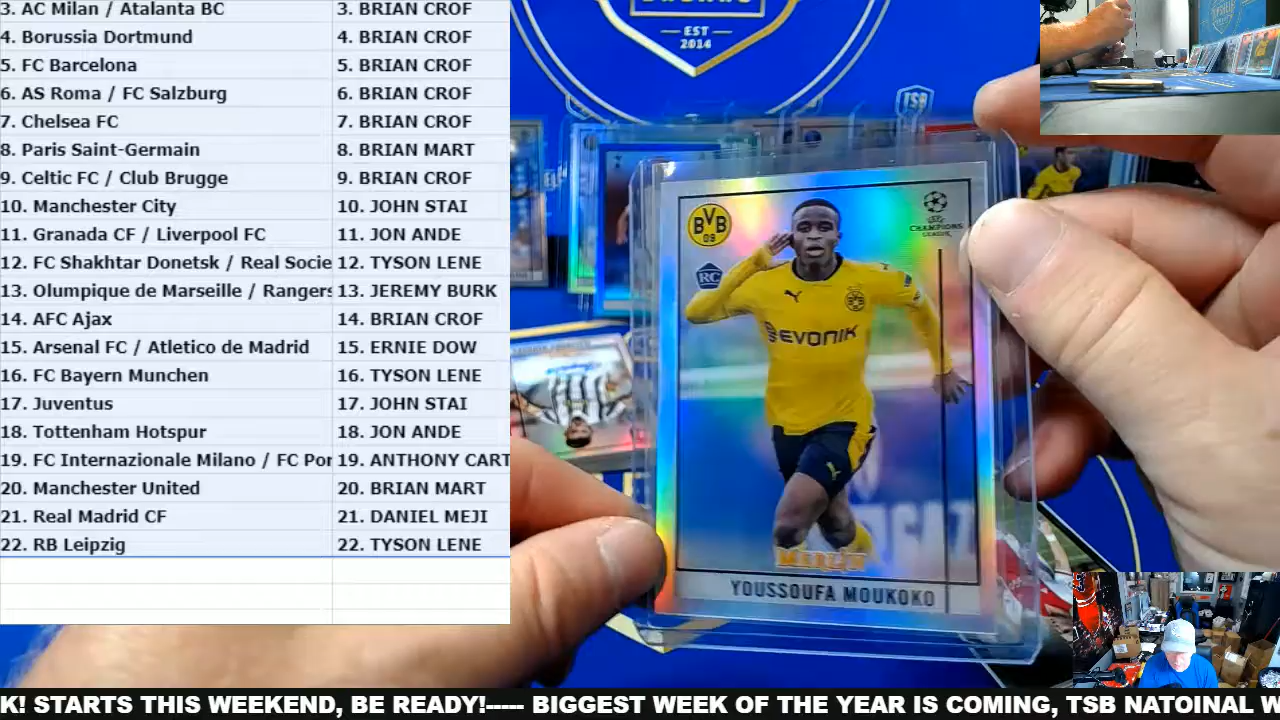 3. AC Milan / Atalanta BC
3. BRIAN CROF
4. Borussia Dortmund
4. BRIAN CROF
5. FC Barcelona
5. BRIAN CROF
6. AS Roma / FC Salzburg
6. BRIAN CROF
7. Chelsea FC
7. BRIAN CROF
8. Paris Saint-Germain
8. BRIAN MART
9. Celtic FC / Club Brugge
9. BRIAN CROF
10. Manchester City
10. JOHN STAI
11. Granada CF / Liverpool FC
11. JON ANDE
12. FC Shakhtar Donetsk / Real Socie
12. TYSON LENE
13. Olumpique de Marseille / Rangers
13. JEREMY BURK
14. AFC Ajax
14. BRIAN CROF
15. Arsenal FC / Atletico de Madrid
15. ERNIE DOW
16. FC Bayern Munchen
16. TYSON LENE
17. Juventus
17. JOHN STAI
18. Tottenham Hotspur
18. JON ANDE
19. FC Internazionale Milano / FC Por
19. ANTHONY CART
20. Manchester United
20. BRIAN MART
21. Real Madrid CF
21. DANIEL MEJI
22. RB Leipzig
22. TYSON LENE
EST
2014
TSB
BVB
09
UEFA
CHAMPIONS
LEAGUE
RC
EVONIK
MERLIN
YOUSSOUFA MOUKOKO
K! STARTS THIS WEEKEND, BE READY!----- BIGGEST WEEK OF THE YEAR IS COMING, TSB NATOINAL W